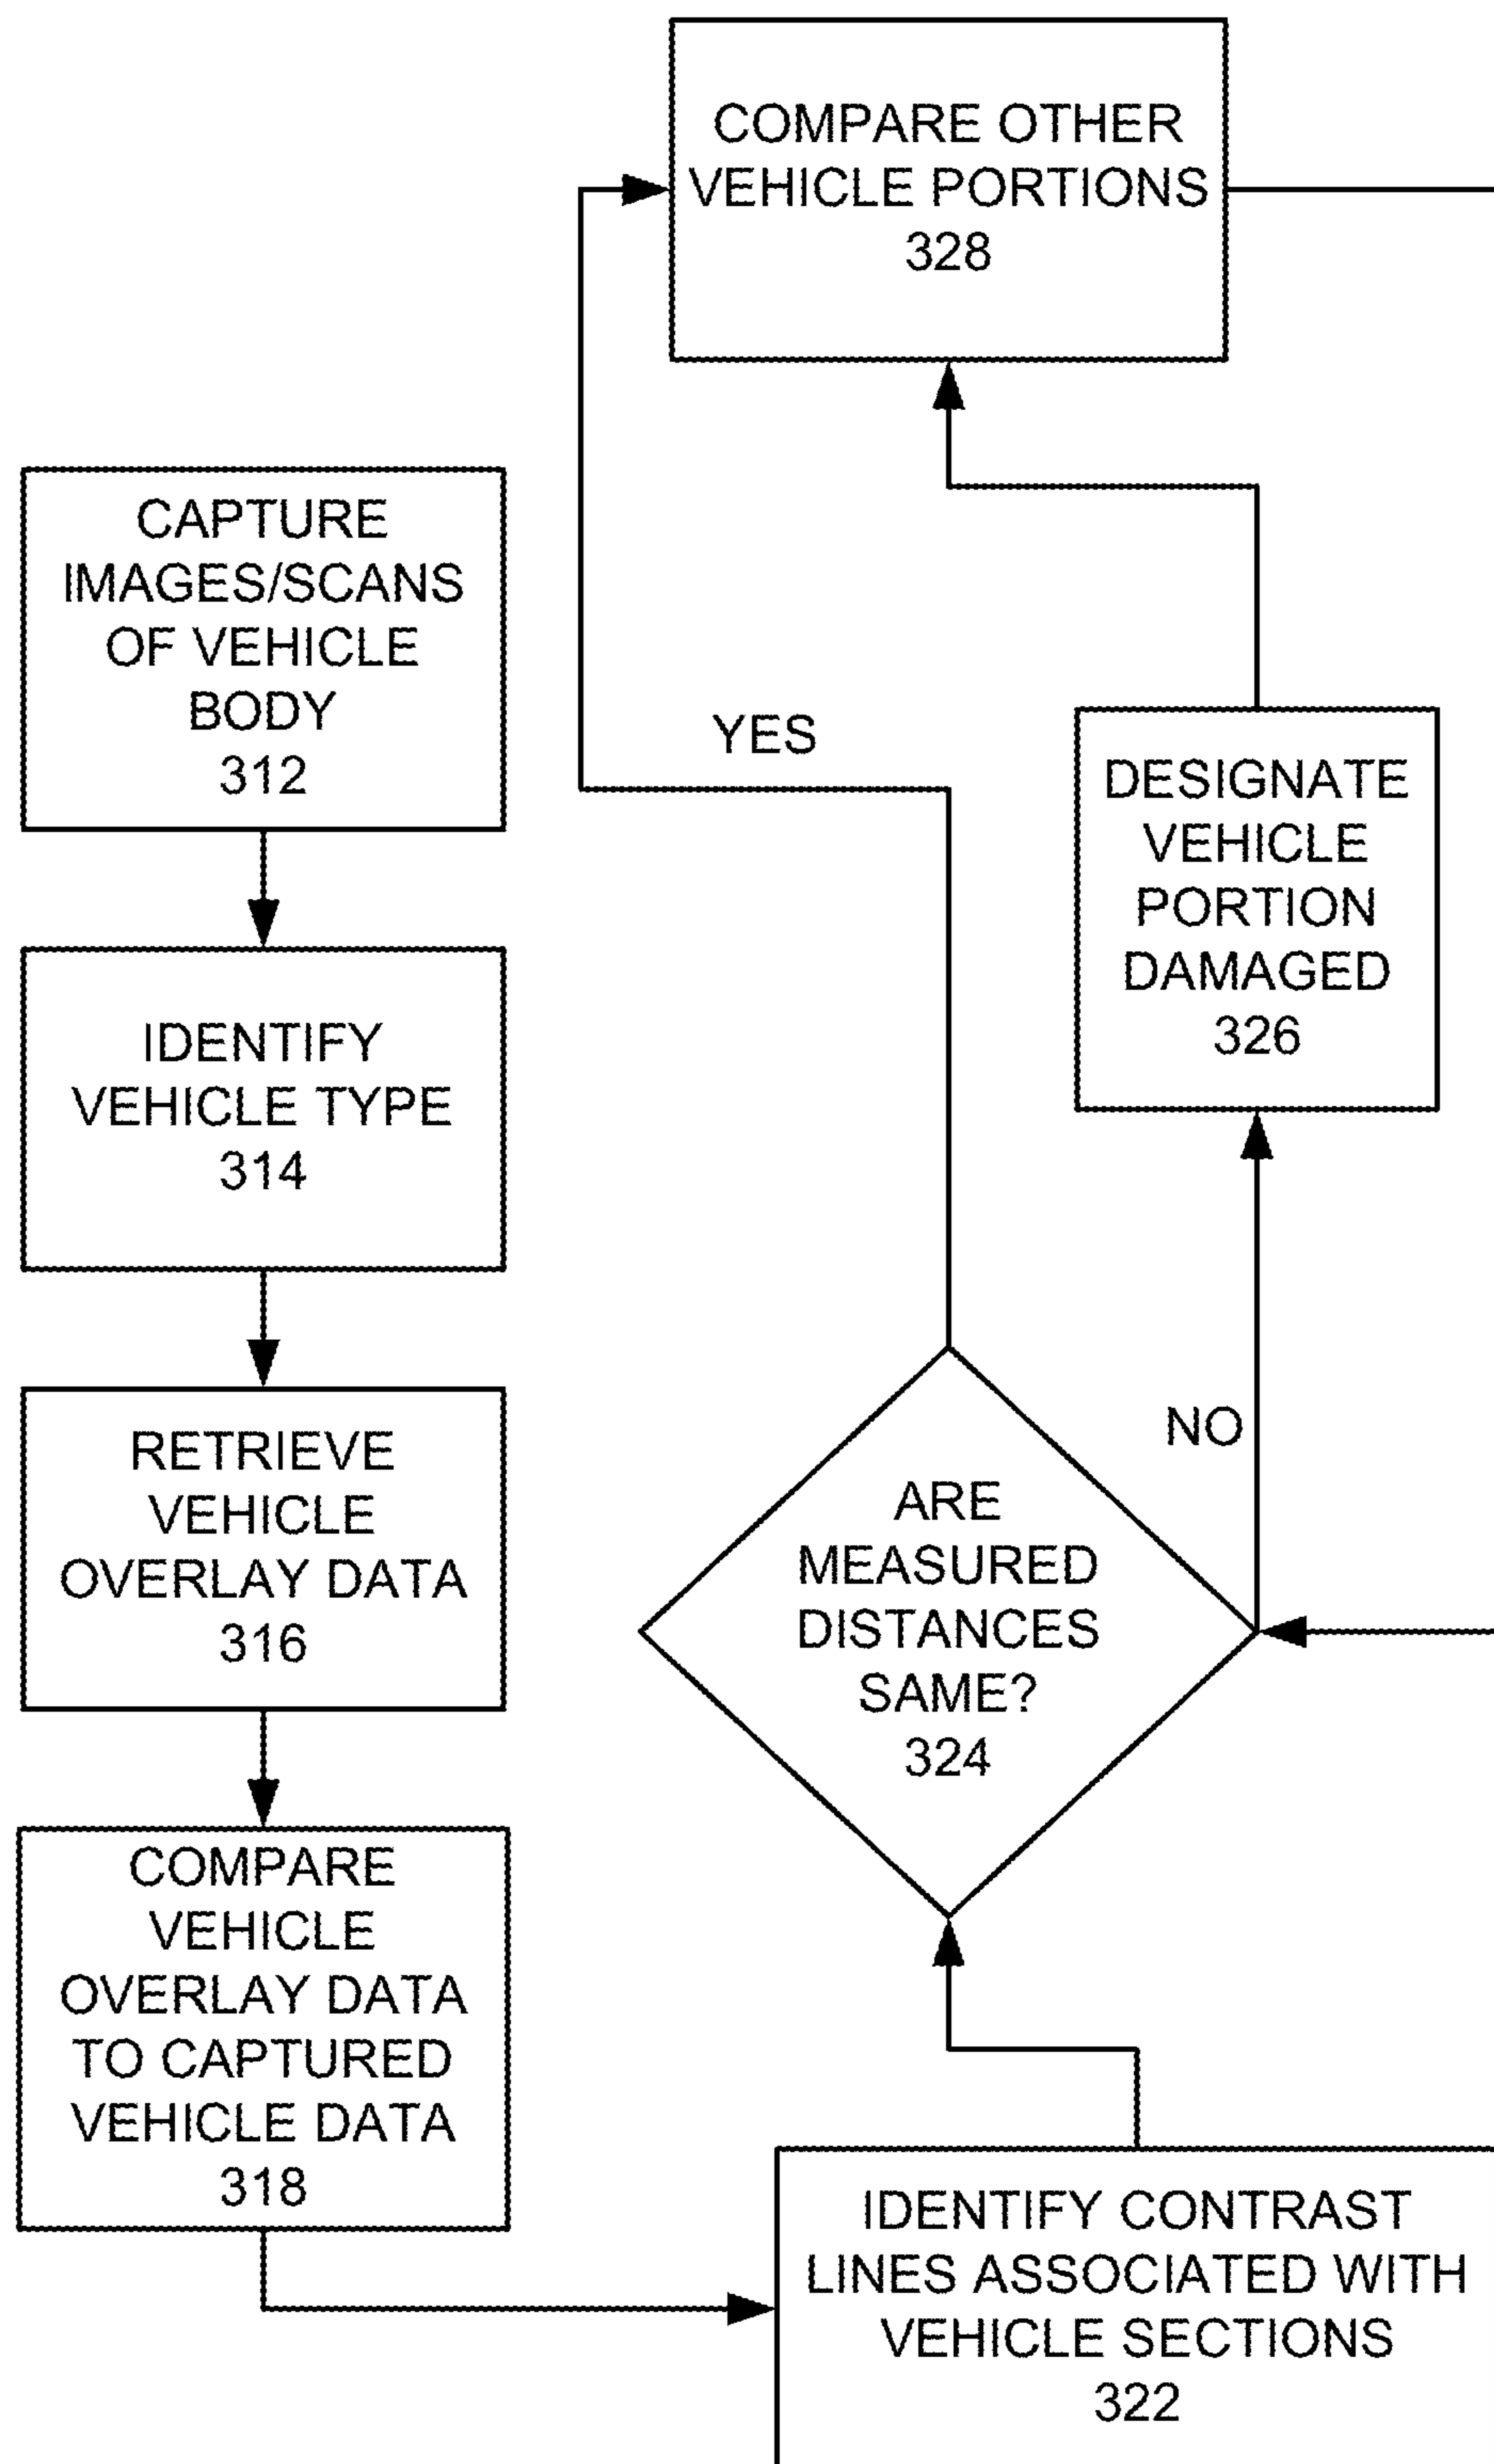 CAPTURE
IMAGES/SCANS
OF VEHICLE
BODY
312
IDENTIFY
VEHICLE TYPE
314
RETRIEVE
VEHICLE
OVERLAY DATA
316
COMPARE
VEHICLE
OVERLAY DATA
TO CAPTURED
VEHICLE DATA
318
IDENTIFY CONTRAST
LINES ASSOCIATED WITH
VEHICLE SECTIONS
322
ARE
MEASURED
DISTANCES
SAME?
324
NO
YES
DESIGNATE
VEHICLE
PORTION
DAMAGED
326
COMPARE OTHER
VEHICLE PORTIONS
328